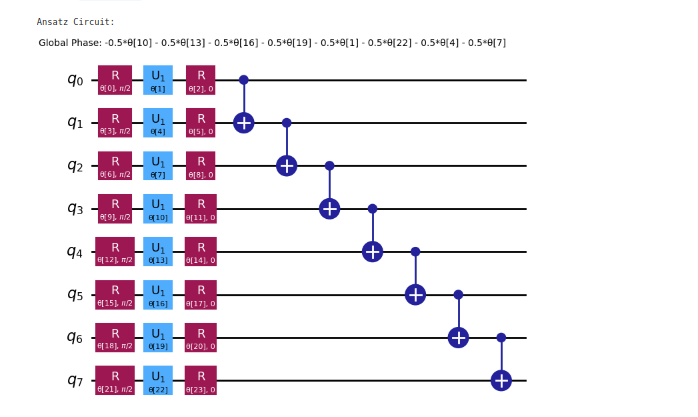 Ansatz Circuit:
Global Phase: -0.5*θ[10] - 0.5*θ[13] - 0.5*θ[16] - 0.5*θ[19] - 0.5*θ[1] - 0.5*θ[22] - 0.5*θ[4] - 0.5*θ[7]
q₀ R U₁ R
θ[0], π/2 θ[1] θ[2], 0
q₁ R U₁ R
θ[3], π/2 θ[4] θ[5], 0
q₂ R U₁ R
θ[6], π/2 θ[7] θ[8], 0
q₃ R U₁ R
θ[9], π/2 θ[10] θ[11], 0
q₄ R U₁ R
θ[12], π/2 θ[13] θ[14], 0
q₅ R U₁ R
θ[15], π/2 θ[16] θ[17], 0
q₆ R U₁ R
θ[18], π/2 θ[19] θ[20], 0
q₇ R U₁ R
θ[21], π/2 θ[22] θ[23], 0